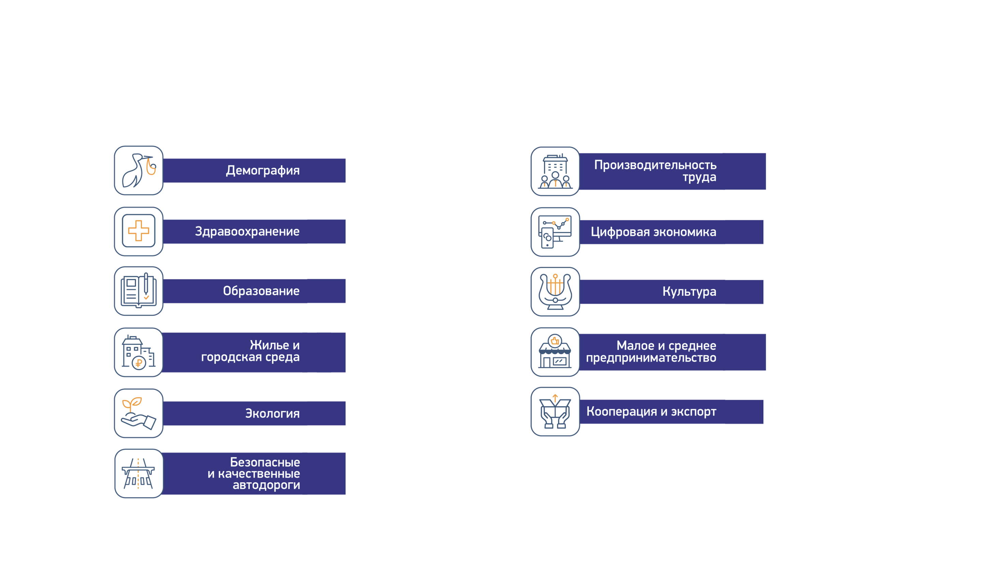 Демография
Здравоохранение
Образование
Жилье и
городская среда
Экология
Безопасные
и качественные
автодороги
Производительность
труда
Цифровая экономика
Культура
Малое и среднее
предпринимательство
Кооперация и экспорт